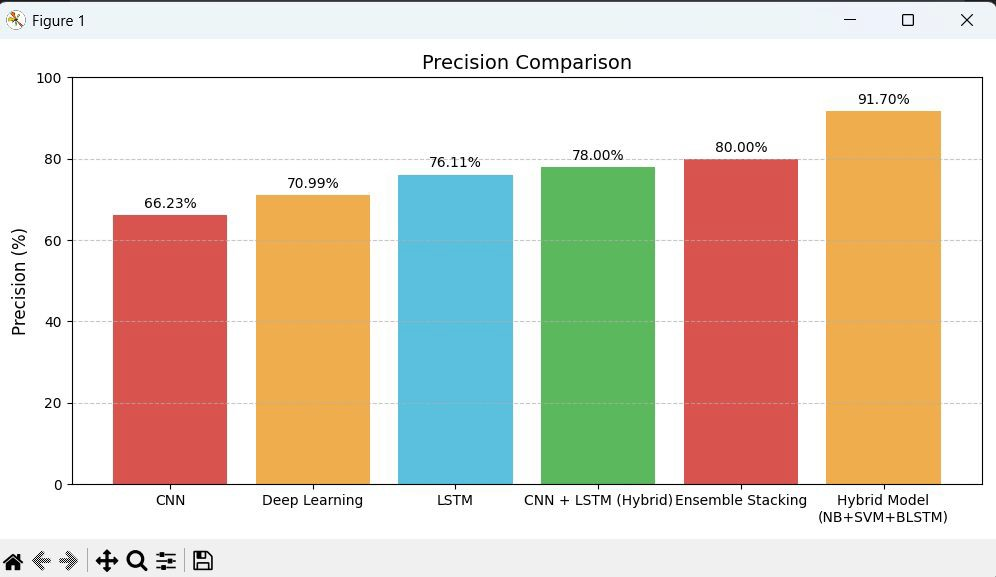 Figure 1
Precision Comparison
Precision (%)
100
80
60
40
20
0
66.23%
70.99%
76.11%
78.00%
80.00%
91.70%
CNN
Deep Learning
LSTM
CNN + LSTM (Hybrid)
Ensemble Stacking
Hybrid Model
(NB+SVM+BLSTM)